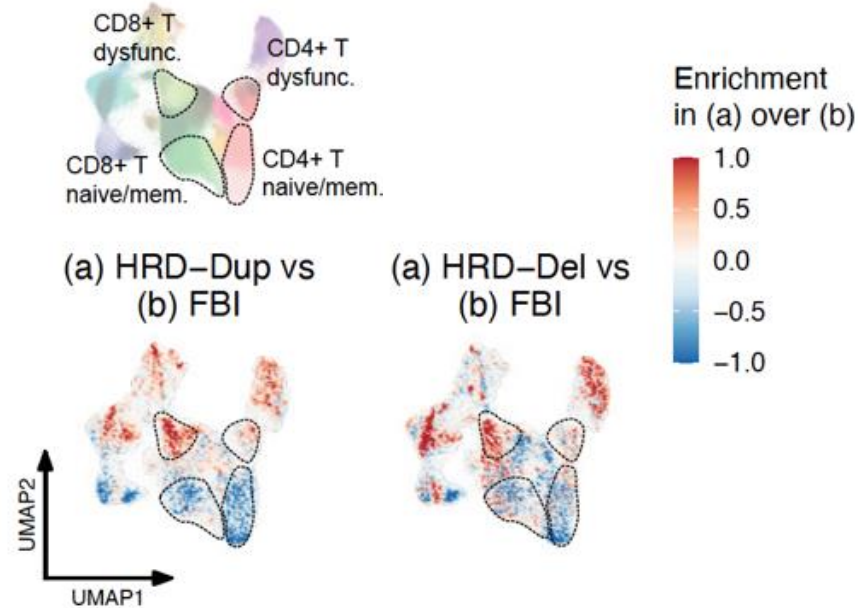 CD8+ T
dysfunc.
CD4+ T
dysfunc.
CD8+ T
naive/mem.
CD4+ T
naive/mem.
Enrichment
in (a) over (b)
1.0
0.5
0.0
−0.5
−1.0
(a) HRD−Dup vs
(b) FBI
(a) HRD−Del vs
(b) FBI
UMAP2
UMAP1